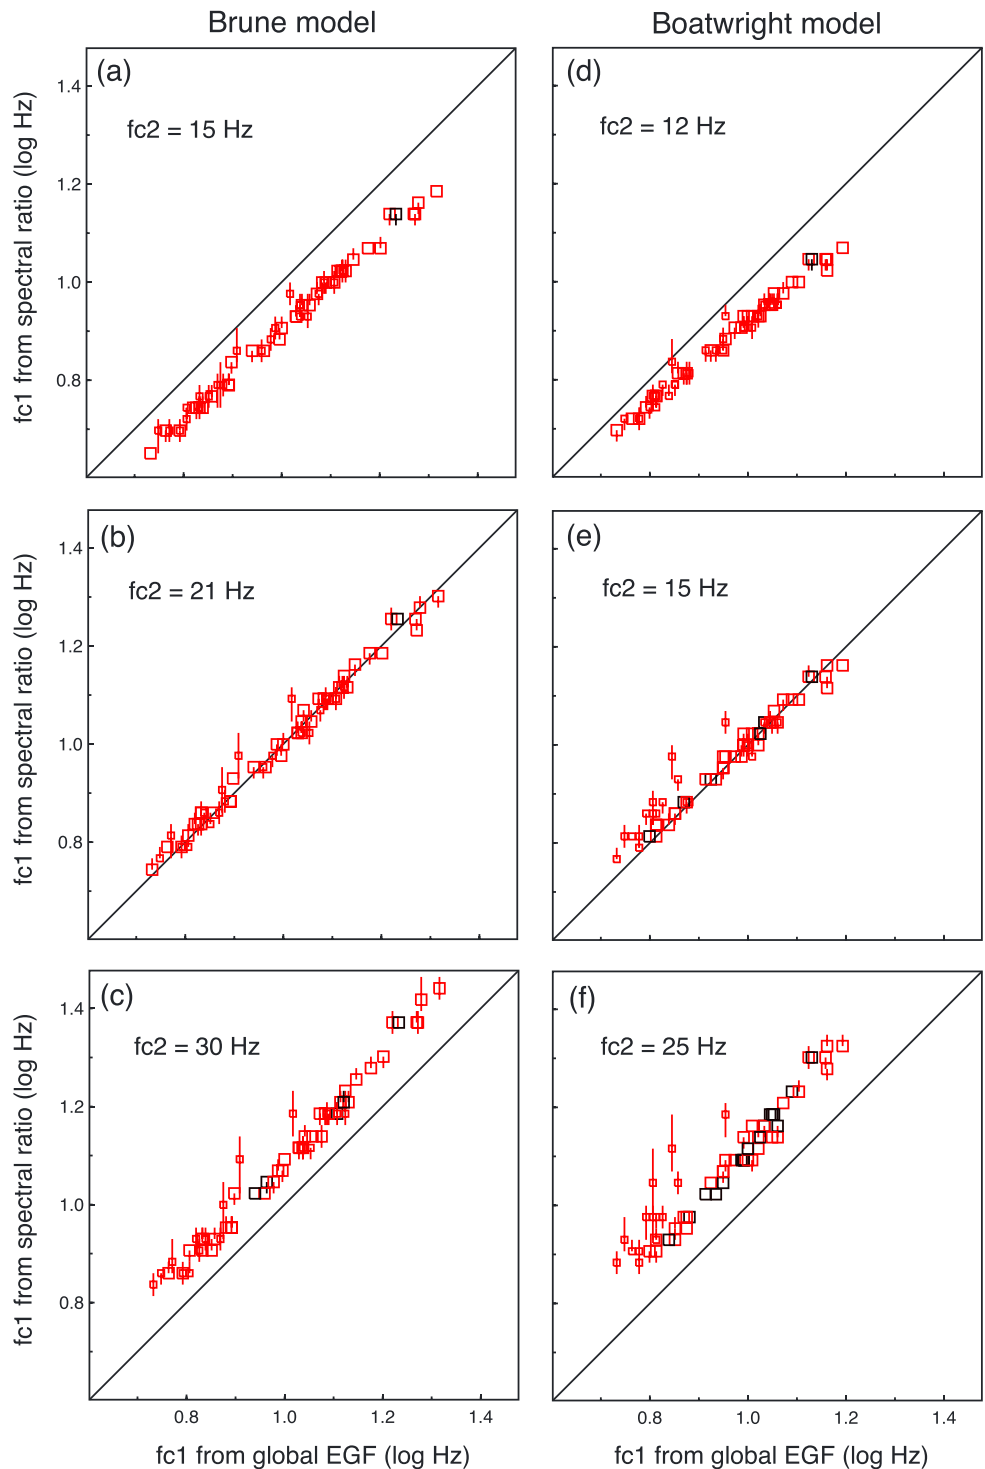 Brune model
Boatwright model
(a)
fc2 = 15 Hz
1.4
1.2
1.0
0.8
fc1 from spectral ratio (log Hz)
(d)
fc2 = 12 Hz
(b)
fc2 = 21 Hz
1.4
1.2
1.0
0.8
fc1 from spectral ratio (log Hz)
(e)
fc2 = 15 Hz
(c)
fc2 = 30 Hz
1.4
1.2
1.0
0.8
fc1 from spectral ratio (log Hz)
(f)
fc2 = 25 Hz
0.8 1.0 1.2 1.4
0.8 1.0 1.2 1.4
fc1 from global EGF (log Hz)
fc1 from global EGF (log Hz)